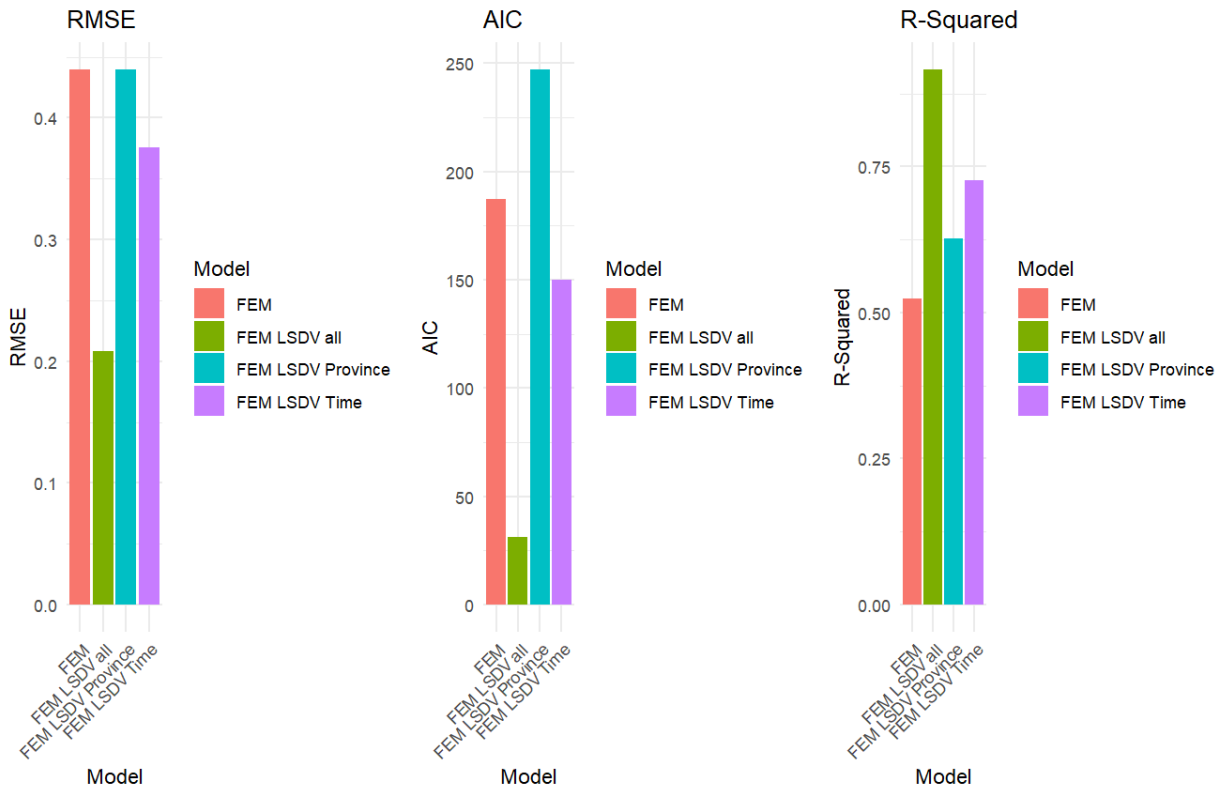 RMSE
RMSE
0.4
0.3
0.2
0.1
0.0
FEM
FEM LSDV all
FEM LSDV Province
FEM LSDV Time
Model
Model
FEM
FEM LSDV all
FEM LSDV Province
FEM LSDV Time
AIC
AIC
250
200
150
100
50
0
FEM
FEM LSDV all
FEM LSDV Province
FEM LSDV Time
Model
Model
FEM
FEM LSDV all
FEM LSDV Province
FEM LSDV Time
R-Squared
R-Squared
0.75
0.50
0.25
0.00
FEM
FEM LSDV all
FEM LSDV Province
FEM LSDV Time
Model
Model
FEM
FEM LSDV all
FEM LSDV Province
FEM LSDV Time